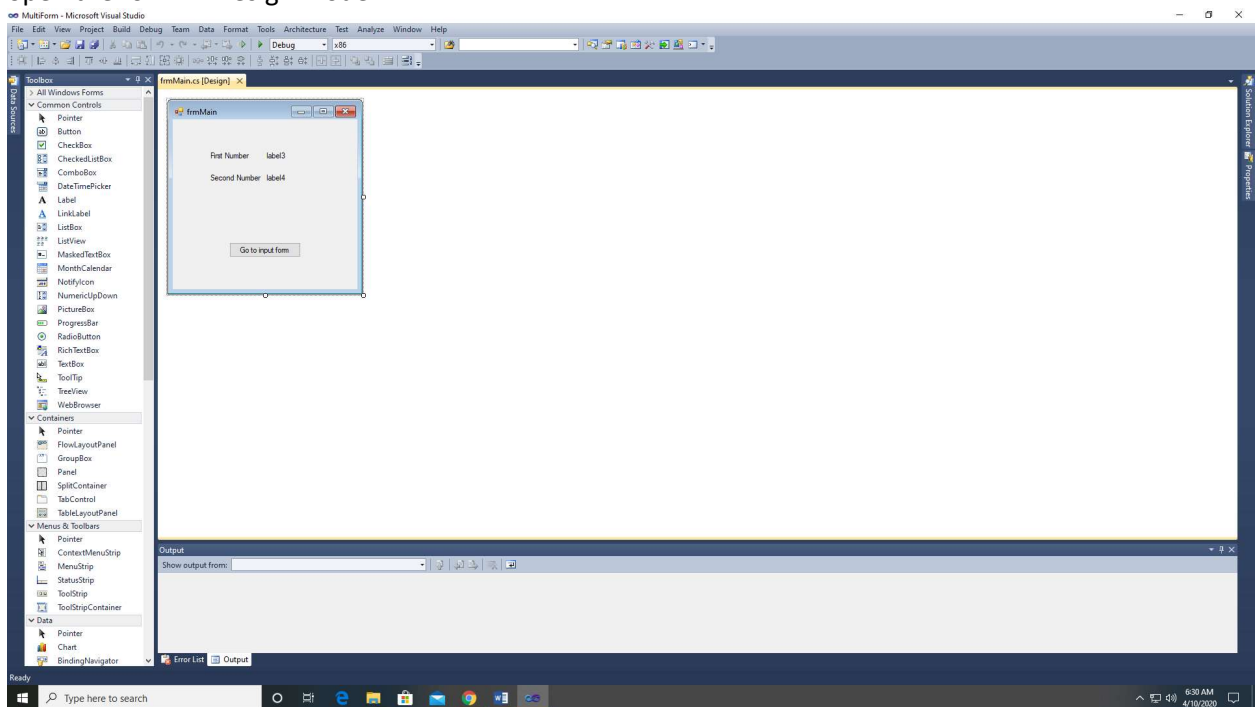 MultiForm - Microsoft Visual Studio
File Edit View Project Build Debug Team Data Format Tools Architecture Test Analyze Window Help
Debug x86
Toolbox
frmMain.cs [Design]
All Windows Forms
Common Controls
Pointer
Button
CheckBox
CheckedListBox
ComboBox
DateTimePicker
Label
LinkLabel
ListBox
ListView
MaskedTextBox
MonthCalendar
NotifyIcon
NumericUpDown
PictureBox
ProgressBar
RadioButton
RichTextBox
TextBox
ToolTip
TreeView
WebBrowser
Containers
Pointer
FlowLayoutPanel
GroupBox
Panel
SplitContainer
TabControl
TableLayoutPanel
Menus & Toolbars
Pointer
ContextMenuStrip
MenuStrip
StatusStrip
ToolStrip
ToolStripContainer
Data
Pointer
Chart
BindingNavigator
Data Sources
frmMain
First Number label3
Second Number label4
Go to input form
Solution Explorer
Properties
Output
Show output from:
Error List Output
Ready
Type here to search
6:30 AM
4/10/2020